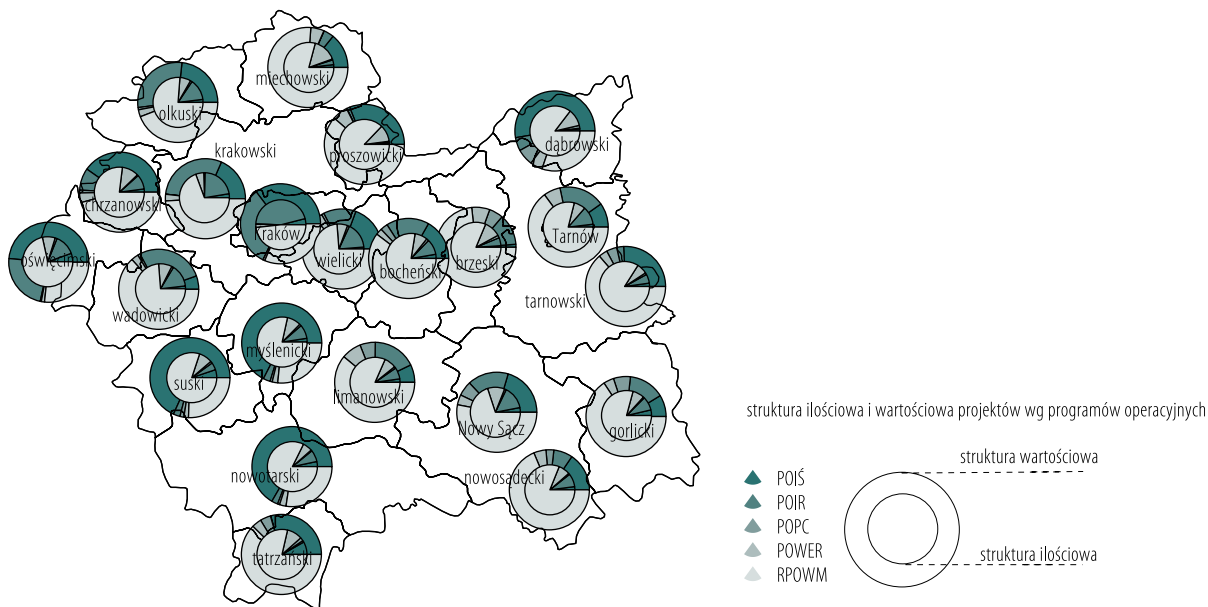 miechowski
olkuski
krakowski
proszowicki
dąbrowski
chrzanowski
Kraków
Tarnów
oświęcimski
wielicki
bocheński
brzeski
wadowicki
tarnowski
myślenicki
suski
limanowski
Nowy Sącz
gorlicki
nowotarski
nowosądecki
tatrzański
struktura ilościowa i wartościowa projektów wg programów operacyjnych
struktura wartościowa
POIŚ
POIR
POPC
POWER
RPOWM
struktura ilościowa